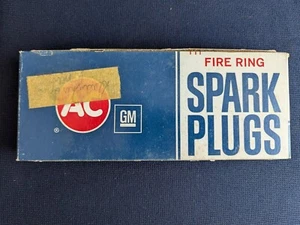 FIRE RING
SPARK
PLUGS
AC
®
GM